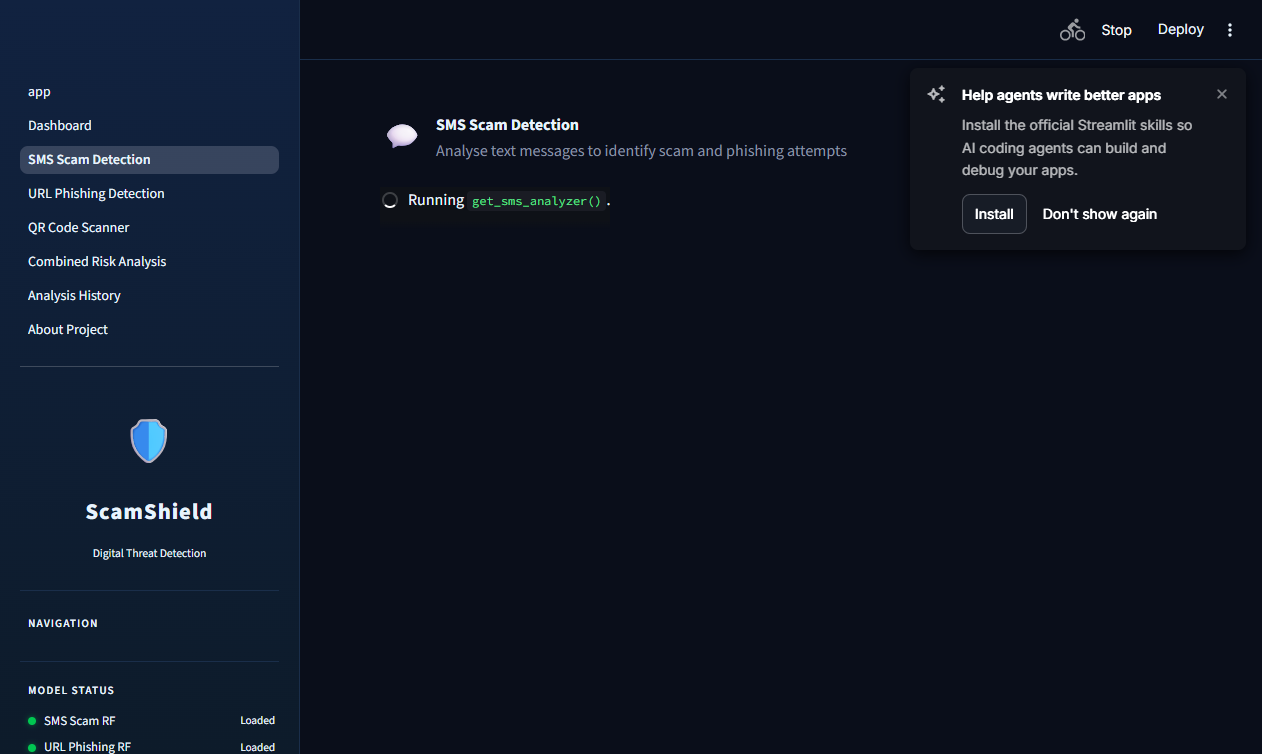 app
Dashboard
SMS Scam Detection
URL Phishing Detection
QR Code Scanner
Combined Risk Analysis
Analysis History
About Project
ScamShield
Digital Threat Detection
NAVIGATION
MODEL STATUS
SMS Scam RF Loaded
URL Phishing RF Loaded
Stop Deploy
SMS Scam Detection
Analyse text messages to identify scam and phishing attempts
Running get_sms_analyzer() .
Help agents write better apps
Install the official Streamlit skills so
AI coding agents can build and
debug your apps.
Install Don't show again